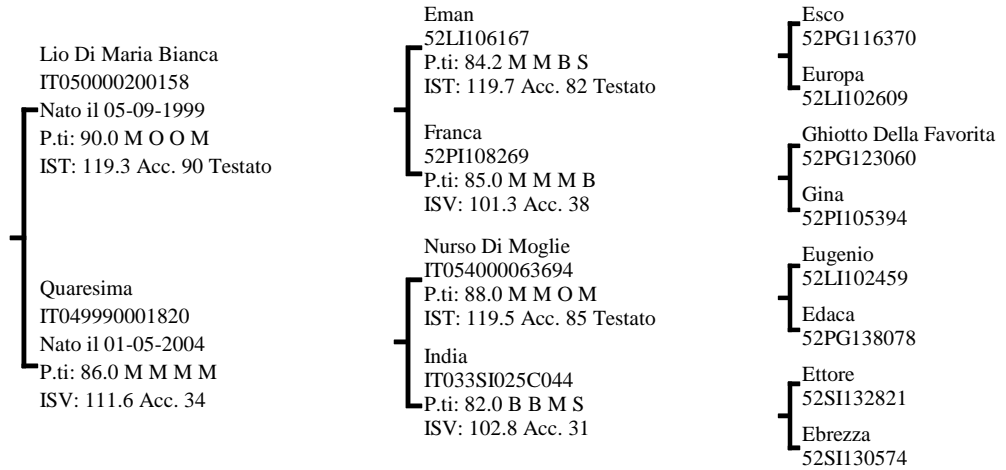 Lio Di Maria Bianca
IT050000200158
Nato il 05-09-1999
P.ti: 90.0 M O O M
IST: 119.3 Acc. 90 Testato
Quaresima
IT049990001820
Nato il 01-05-2004
P.ti: 86.0 M M M M
ISV: 111.6 Acc. 34
Eman
52LI106167
P.ti: 84.2 M M B S
IST: 119.7 Acc. 82 Testato
Franca
52PI108269
P.ti: 85.0 M M M B
ISV: 101.3 Acc. 38
Nurso Di Moglie
IT054000063694
P.ti: 88.0 M M O M
IST: 119.5 Acc. 85 Testato
India
IT033SI025C044
P.ti: 82.0 B B M S
ISV: 102.8 Acc. 31
Esco
52PG116370
Europa
52LI102609
Ghiotto Della Favorita
52PG123060
Gina
52PI105394
Eugenio
52LI102459
Edaca
52PG138078
Ettore
52SI132821
Ebrezza
52SI130574